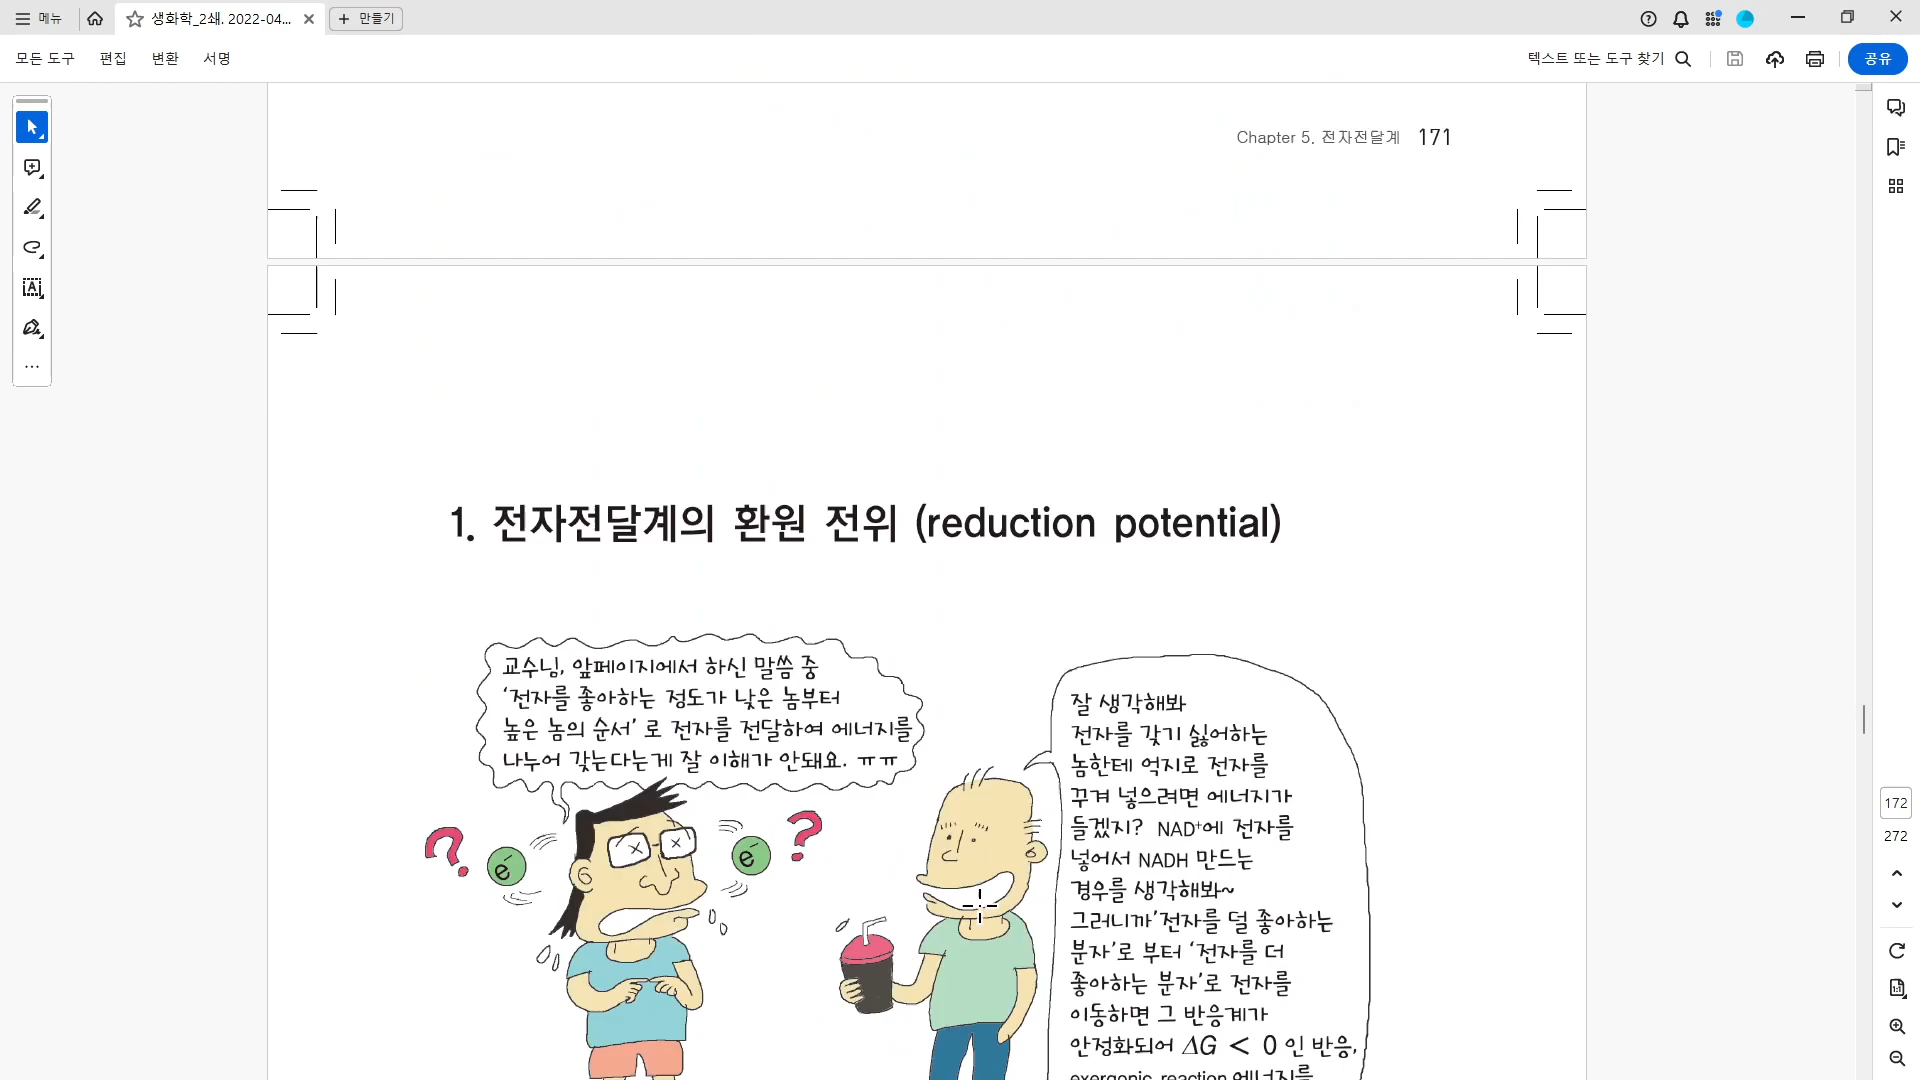 메뉴
생화학_2쇄. 2022-04...
만들기
모든 도구
편집
변환
서명
텍스트 또는 도구 찾기
공유
Chapter 5. 전자전달계 171
1. 전자전달계의 환원 전위 (reduction potential)
교수님, 앞페이지에서 하신 말씀 중
‘전자를 좋아하는 정도가 낮은 놈부터
높은 놈의 순서’ 로 전자를 전달하여 에너지를
나누어 갖는다는게 잘 이해가 안돼요. ㅠㅠ
?
e⁻
e⁻
?
잘 생각해봐
전자를 갖기 싫어하는
놈한테 억지로 전자를
꾸겨 넣으려면 에너지가
들겠지? NAD⁺에 전자를
넣어서 NADH 만드는
경우를 생각해봐~
그러니까‘전자를 덜 좋아하는
분자’로 부터 ‘전자를 더
좋아하는 분자’로 전자를
이동하면 그 반응계가
안정화되어 ΔG < 0 인 반응,
exergonic reaction 에너지를
172
272